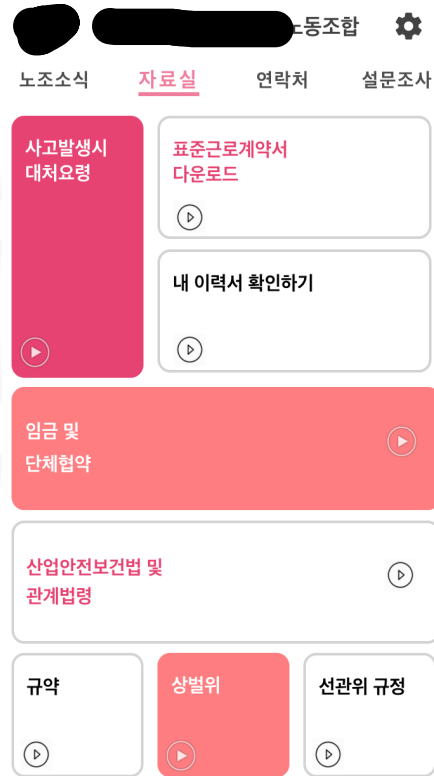 노동조합
노조소식 자료실 연락처 설문조사
사고발생시
대처요령
표준근로계약서
다운로드
내 이력서 확인하기
임금 및
단체협약
산업안전보건법 및
관계법령
규약
상벌위
선관위 규정